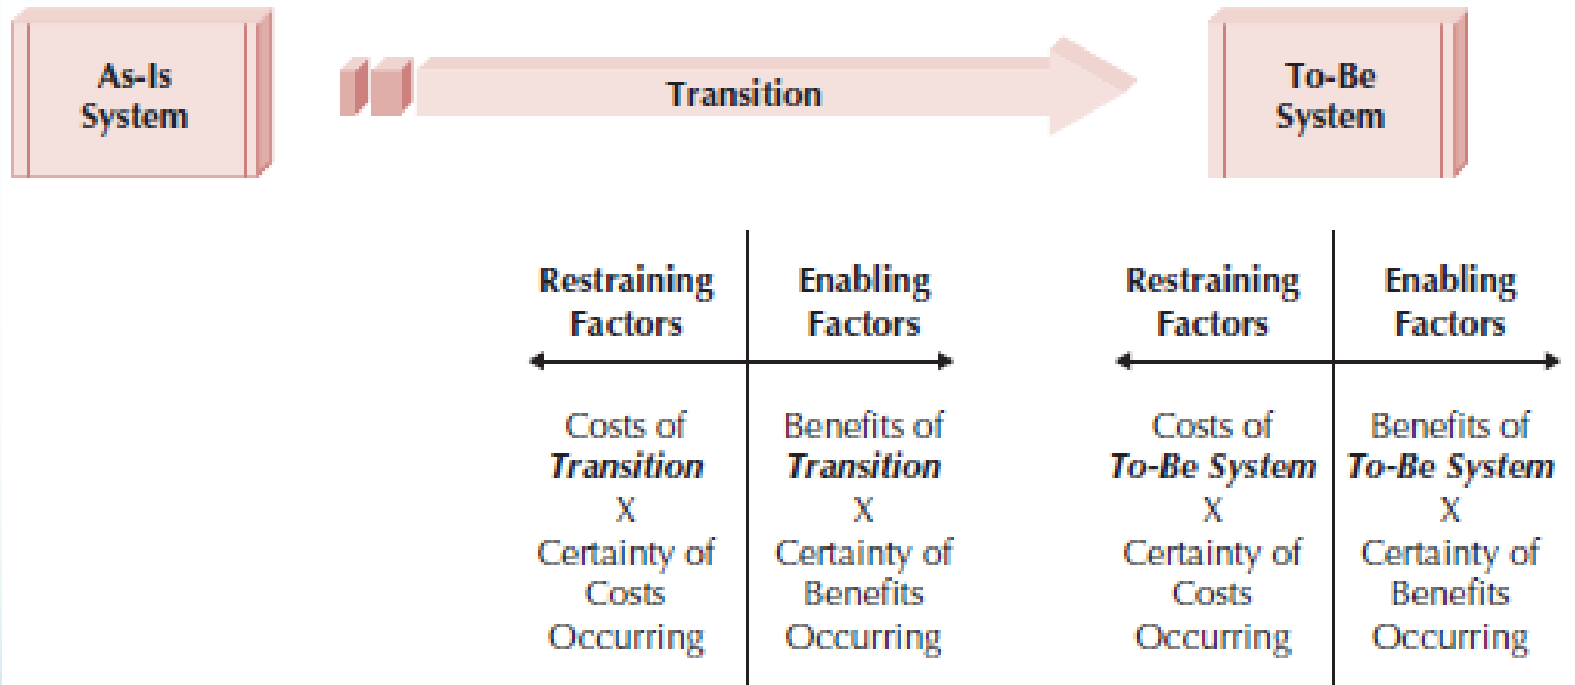 As-Is
System
Transition
To-Be
System
Restraining
Factors
Enabling
Factors
Restraining
Factors
Enabling
Factors
Costs of
Transition
X
Certainty of
Costs
Occurring
Benefits of
Transition
X
Certainty of
Benefits
Occurring
Costs of
To-Be System
X
Certainty of
Costs
Occurring
Benefits of
To-Be System
X
Certainty of
Benefits
Occurring